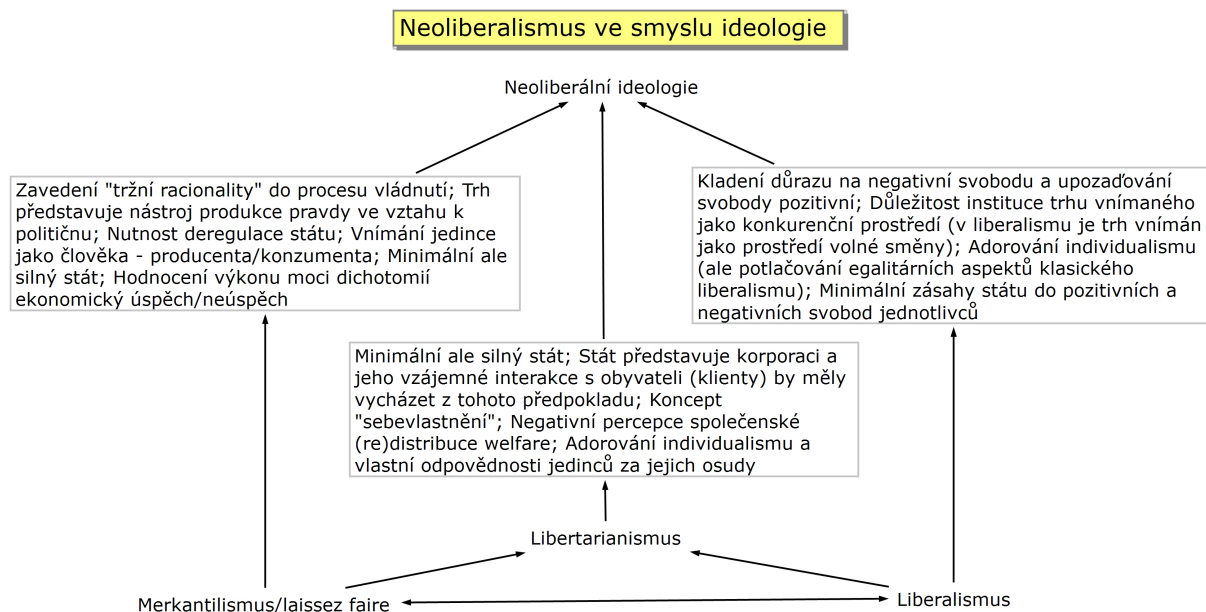 Neoliberalismus ve smyslu ideologie
Neoliberální ideologie
Zavedení "tržní racionality" do procesu vládnutí; Trh
představuje nástroj produkce pravdy ve vztahu k
političnu; Nutnost deregulace státu; Vnímání jedince
jako člověka - producenta/konzumenta; Minimální ale
silný stát; Hodnocení výkonu moci dichotomií
ekonomický úspěch/neúspěch
Kladení důrazu na negativní svobodu a upozaďování
svobody pozitivní; Důležitost instituce trhu vnímaného
jako konkurenční prostředí (v liberalismu je trh vnímán
jako prostředí volné směny); Adorování individualismu
(ale potlačování egalitárních aspektů klasického
liberalismu); Minimální zásahy státu do pozitivních a
negativních svobod jednotlivců
Minimální ale silný stát; Stát představuje korporaci a
jeho vzájemné interakce s obyvateli (klienty) by měly
vycházet z tohoto předpokladu; Koncept
"sebevlastnění"; Negativní percepce společenské
(re)distribuce welfare; Adorování individualismu a
vlastní odpovědnosti jedinců za jejich osudy
Libertarianismus
Merkantilismus/laissez faire
Liberalismus